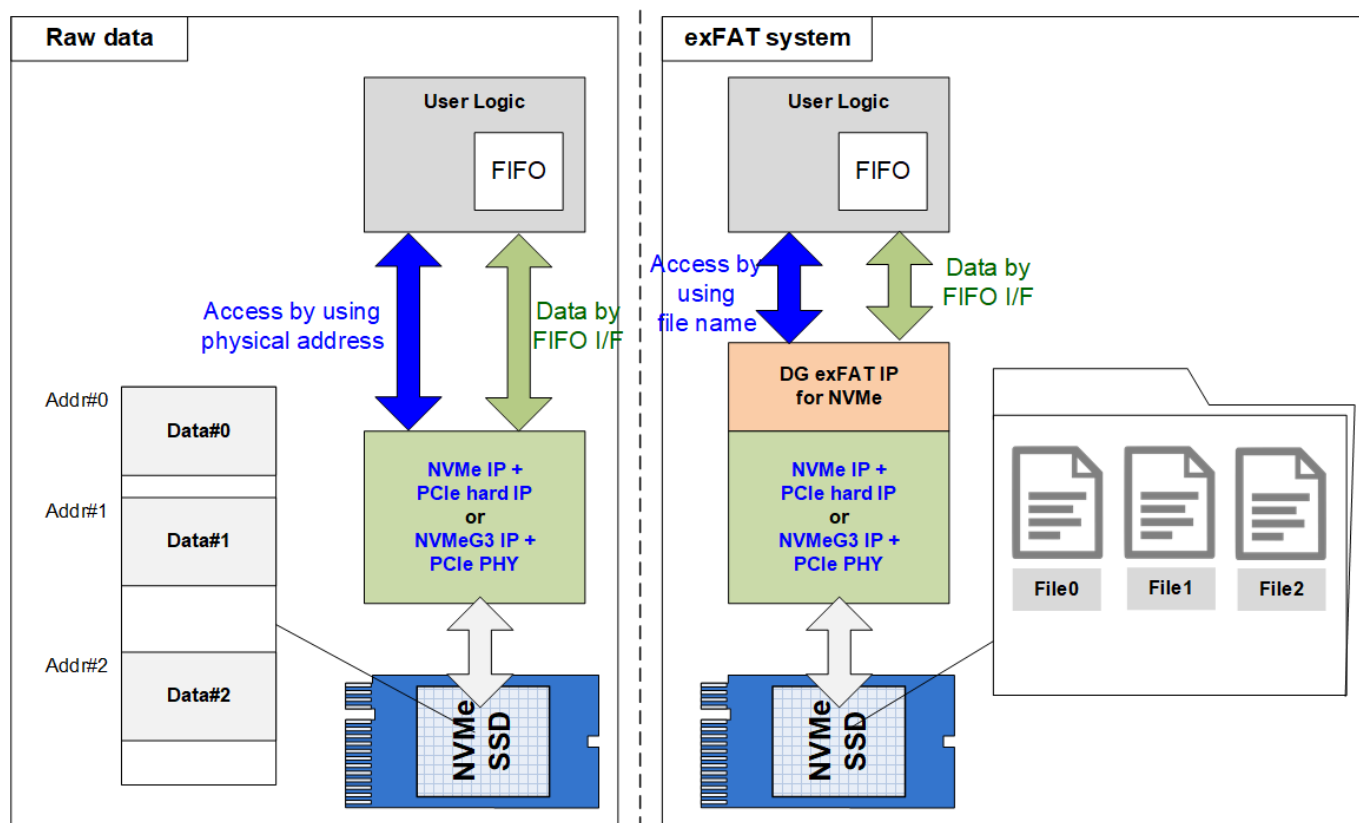 Raw data
User Logic
FIFO
Access by using
physical address
Data by
FIFO I/F
Addr#0
Data#0
Addr#1
Data#1
Addr#2
Data#2
NVMe IP +
PCIe hard IP
or
NVMeG3 IP +
PCIe PHY
NVMe
SSD
exFAT system
User Logic
FIFO
Access by
using
file name
Data by
FIFO I/F
DG exFAT IP
for NVMe
NVMe IP +
PCIe hard IP
or
NVMeG3 IP +
PCIe PHY
File0
File1
File2
NVMe
SSD